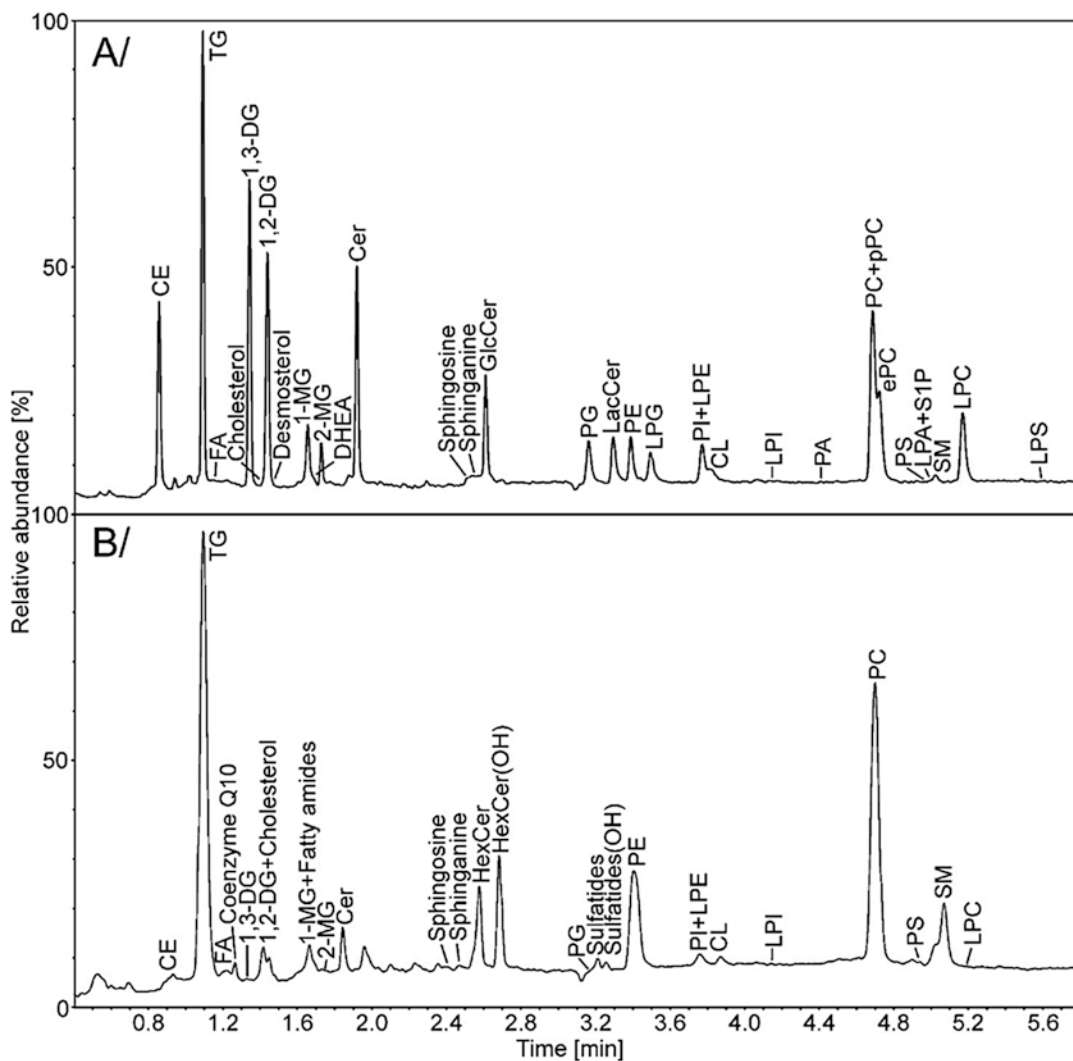 100
A/
TG
1,3-DG
1,2-DG
CE
FA
Cholesterol
Desmosterol
1-MG
2-MG
DHEA
Cer
50
Sphingosine
Sphinganine
GlcCer
PG
LacCer
PE
LPG
PI+LPE
CL
LPI
PA
PC+pPC
ePC
PS
LPA+S1P
SM
LPC
LPS
Relative abundance [%]
100
B/
TG
CE
FA
Coenzyme Q10
1,3-DG
1,2-DG+Cholesterol
1-MG+Fatty amides
2-MG
Cer
50
Sphingosine
Sphinganine
HexCer
HexCer(OH)
PG
Sulfatides
Sulfatides(OH)
PE
PI+LPE
CL
LPI
PC
PS
SM
LPC
0
0.8 1.2 1.6 2.0 2.4 2.8 3.2 3.6 4.0 4.4 4.8 5.2 5.6
Time [min]